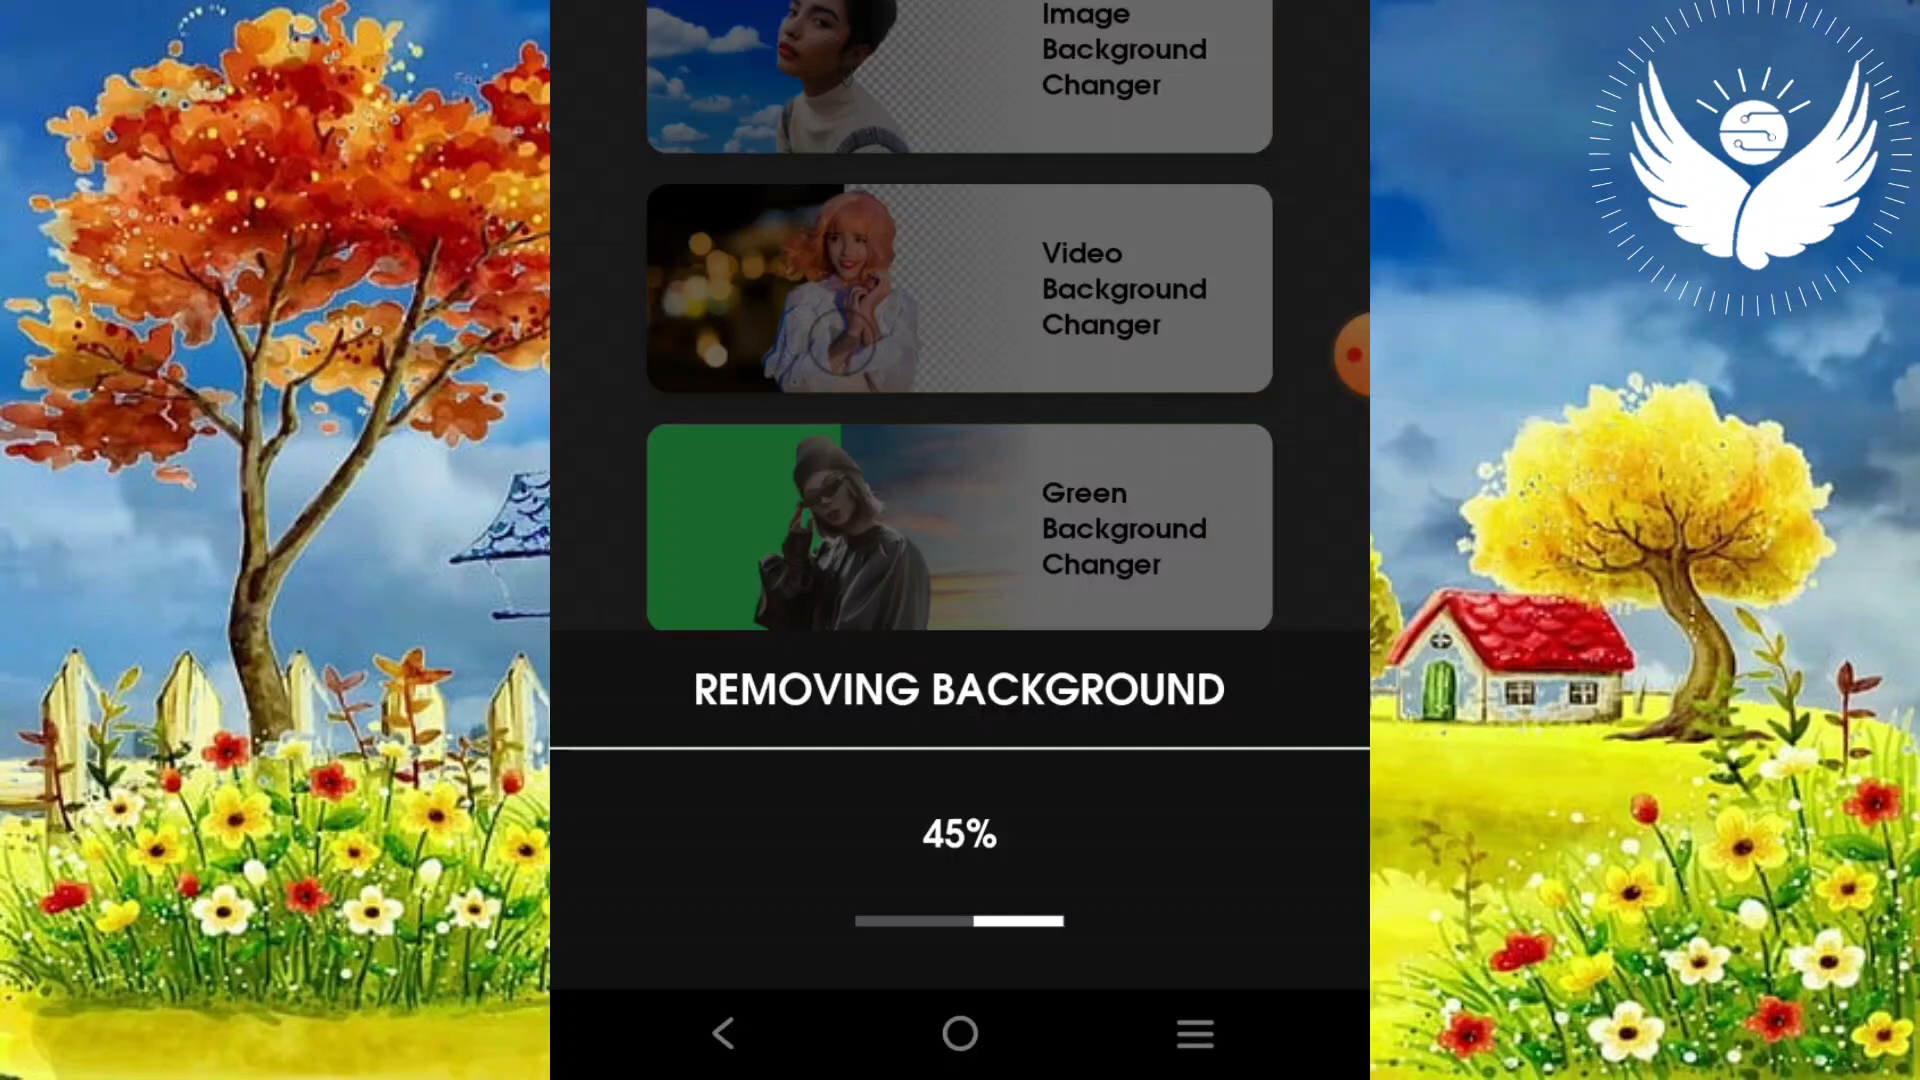 Image
Background
Changer
Video
Background
Changer
Green
Background
Changer
REMOVING BACKGROUND
45%